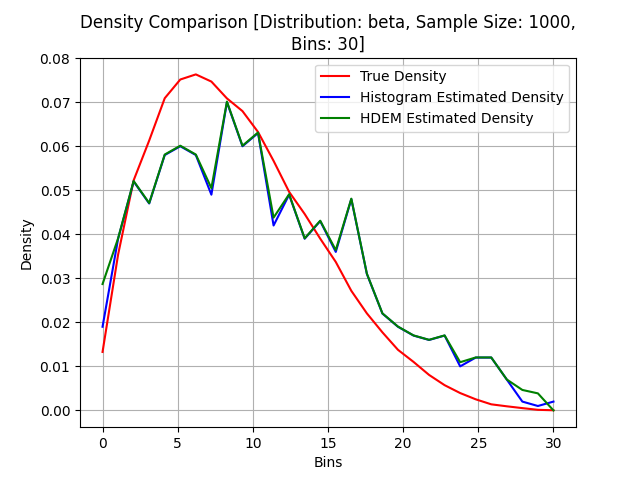 Density Comparison [Distribution: beta, Sample Size: 1000,
Bins: 30]
True Density
Histogram Estimated Density
HDEM Estimated Density
Density
0.08
0.07
0.06
0.05
0.04
0.03
0.02
0.01
0.00
0 5 10 15 20 25 30
Bins